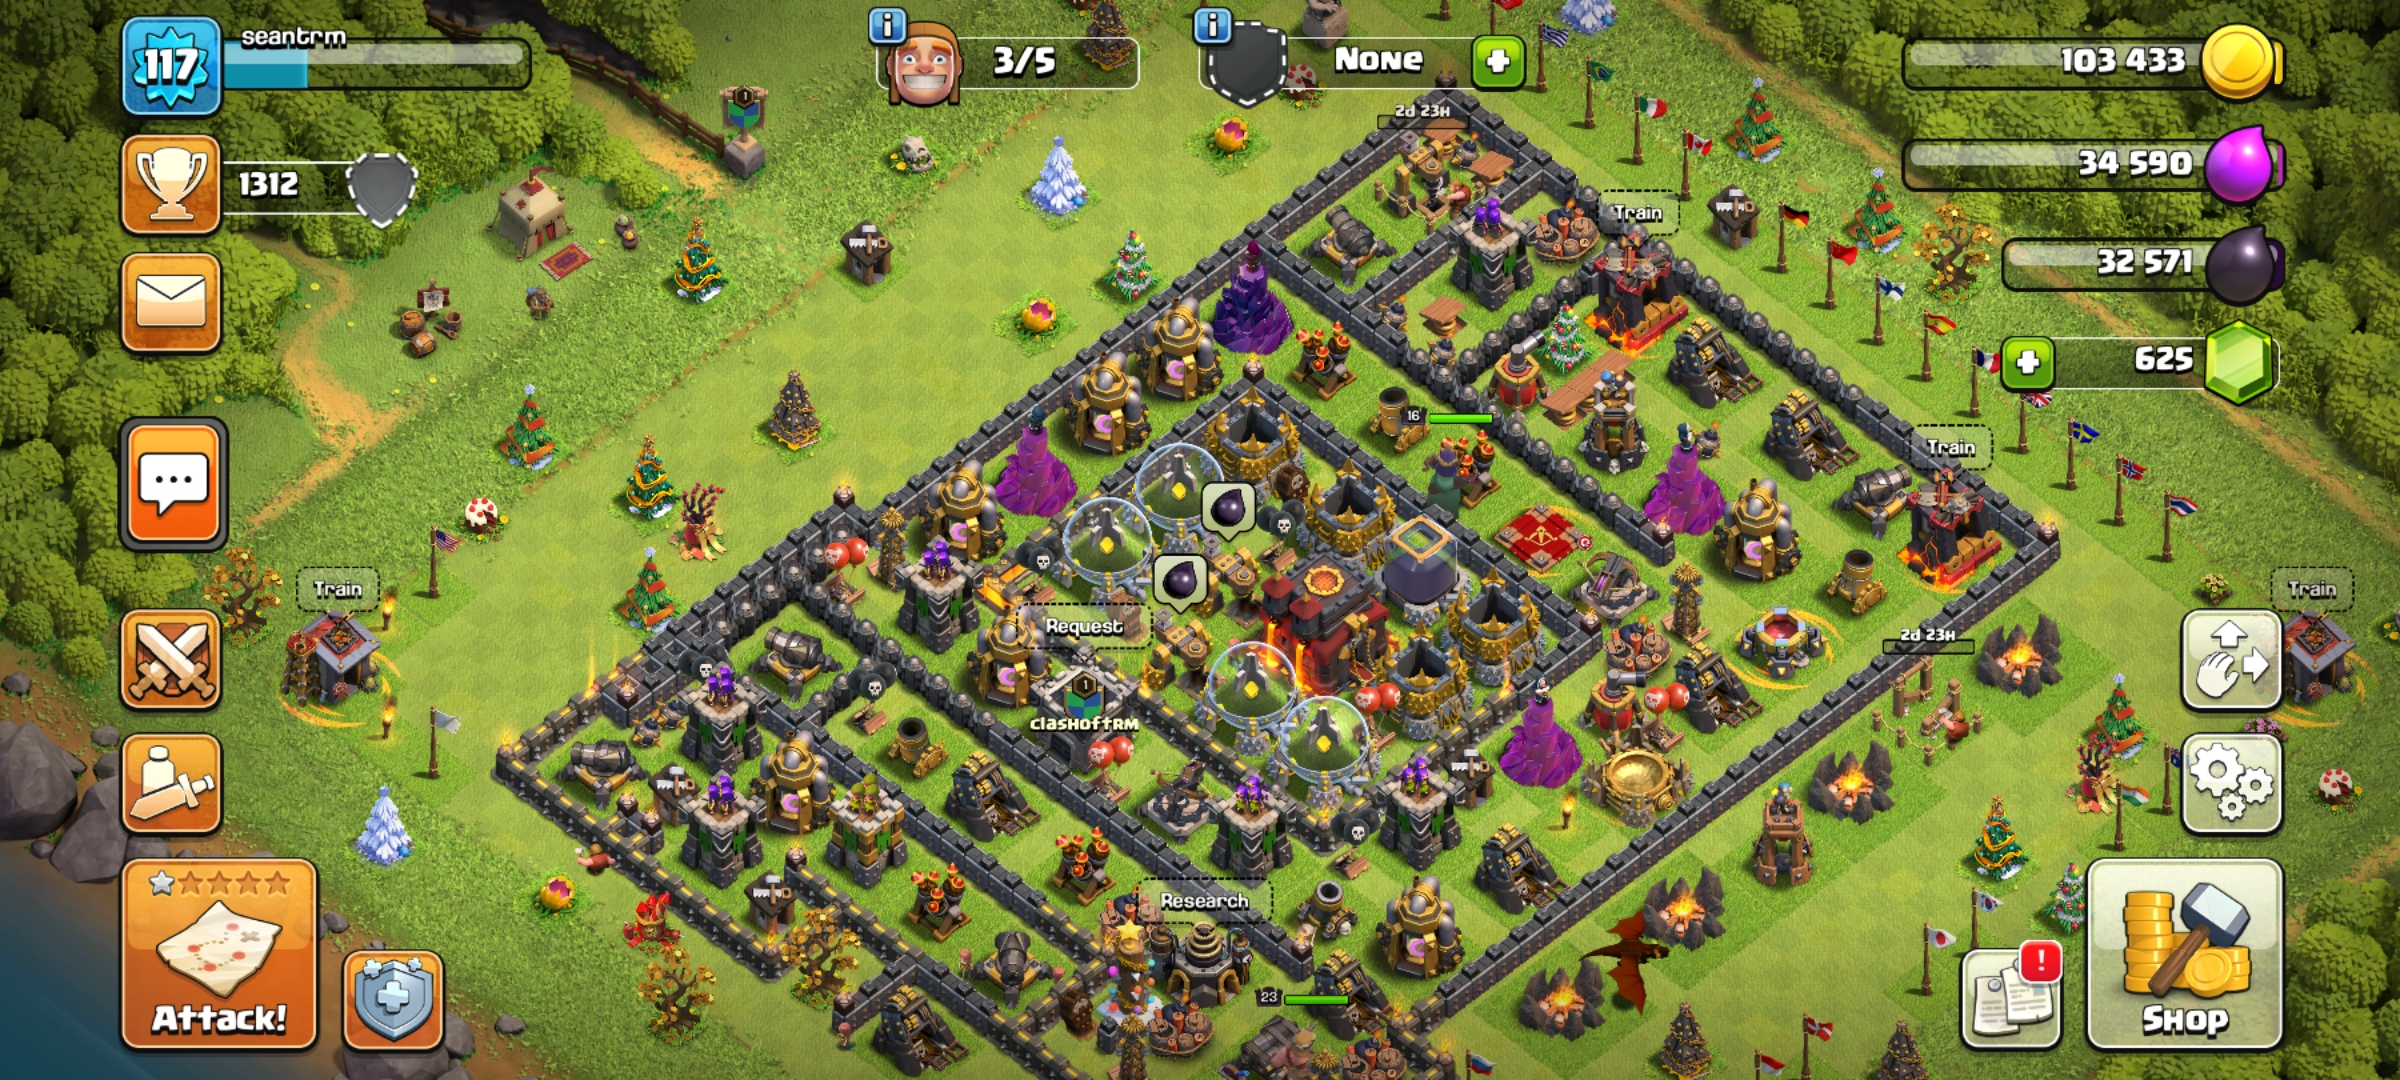 117
seantrm
3/5
None
103 433
2d 23h
1312
34 590
Train
32 571
625
16
Train
Train
Train
Request
2d 23h
1
clashoftrm
Research
23
Attack!
!
Shop